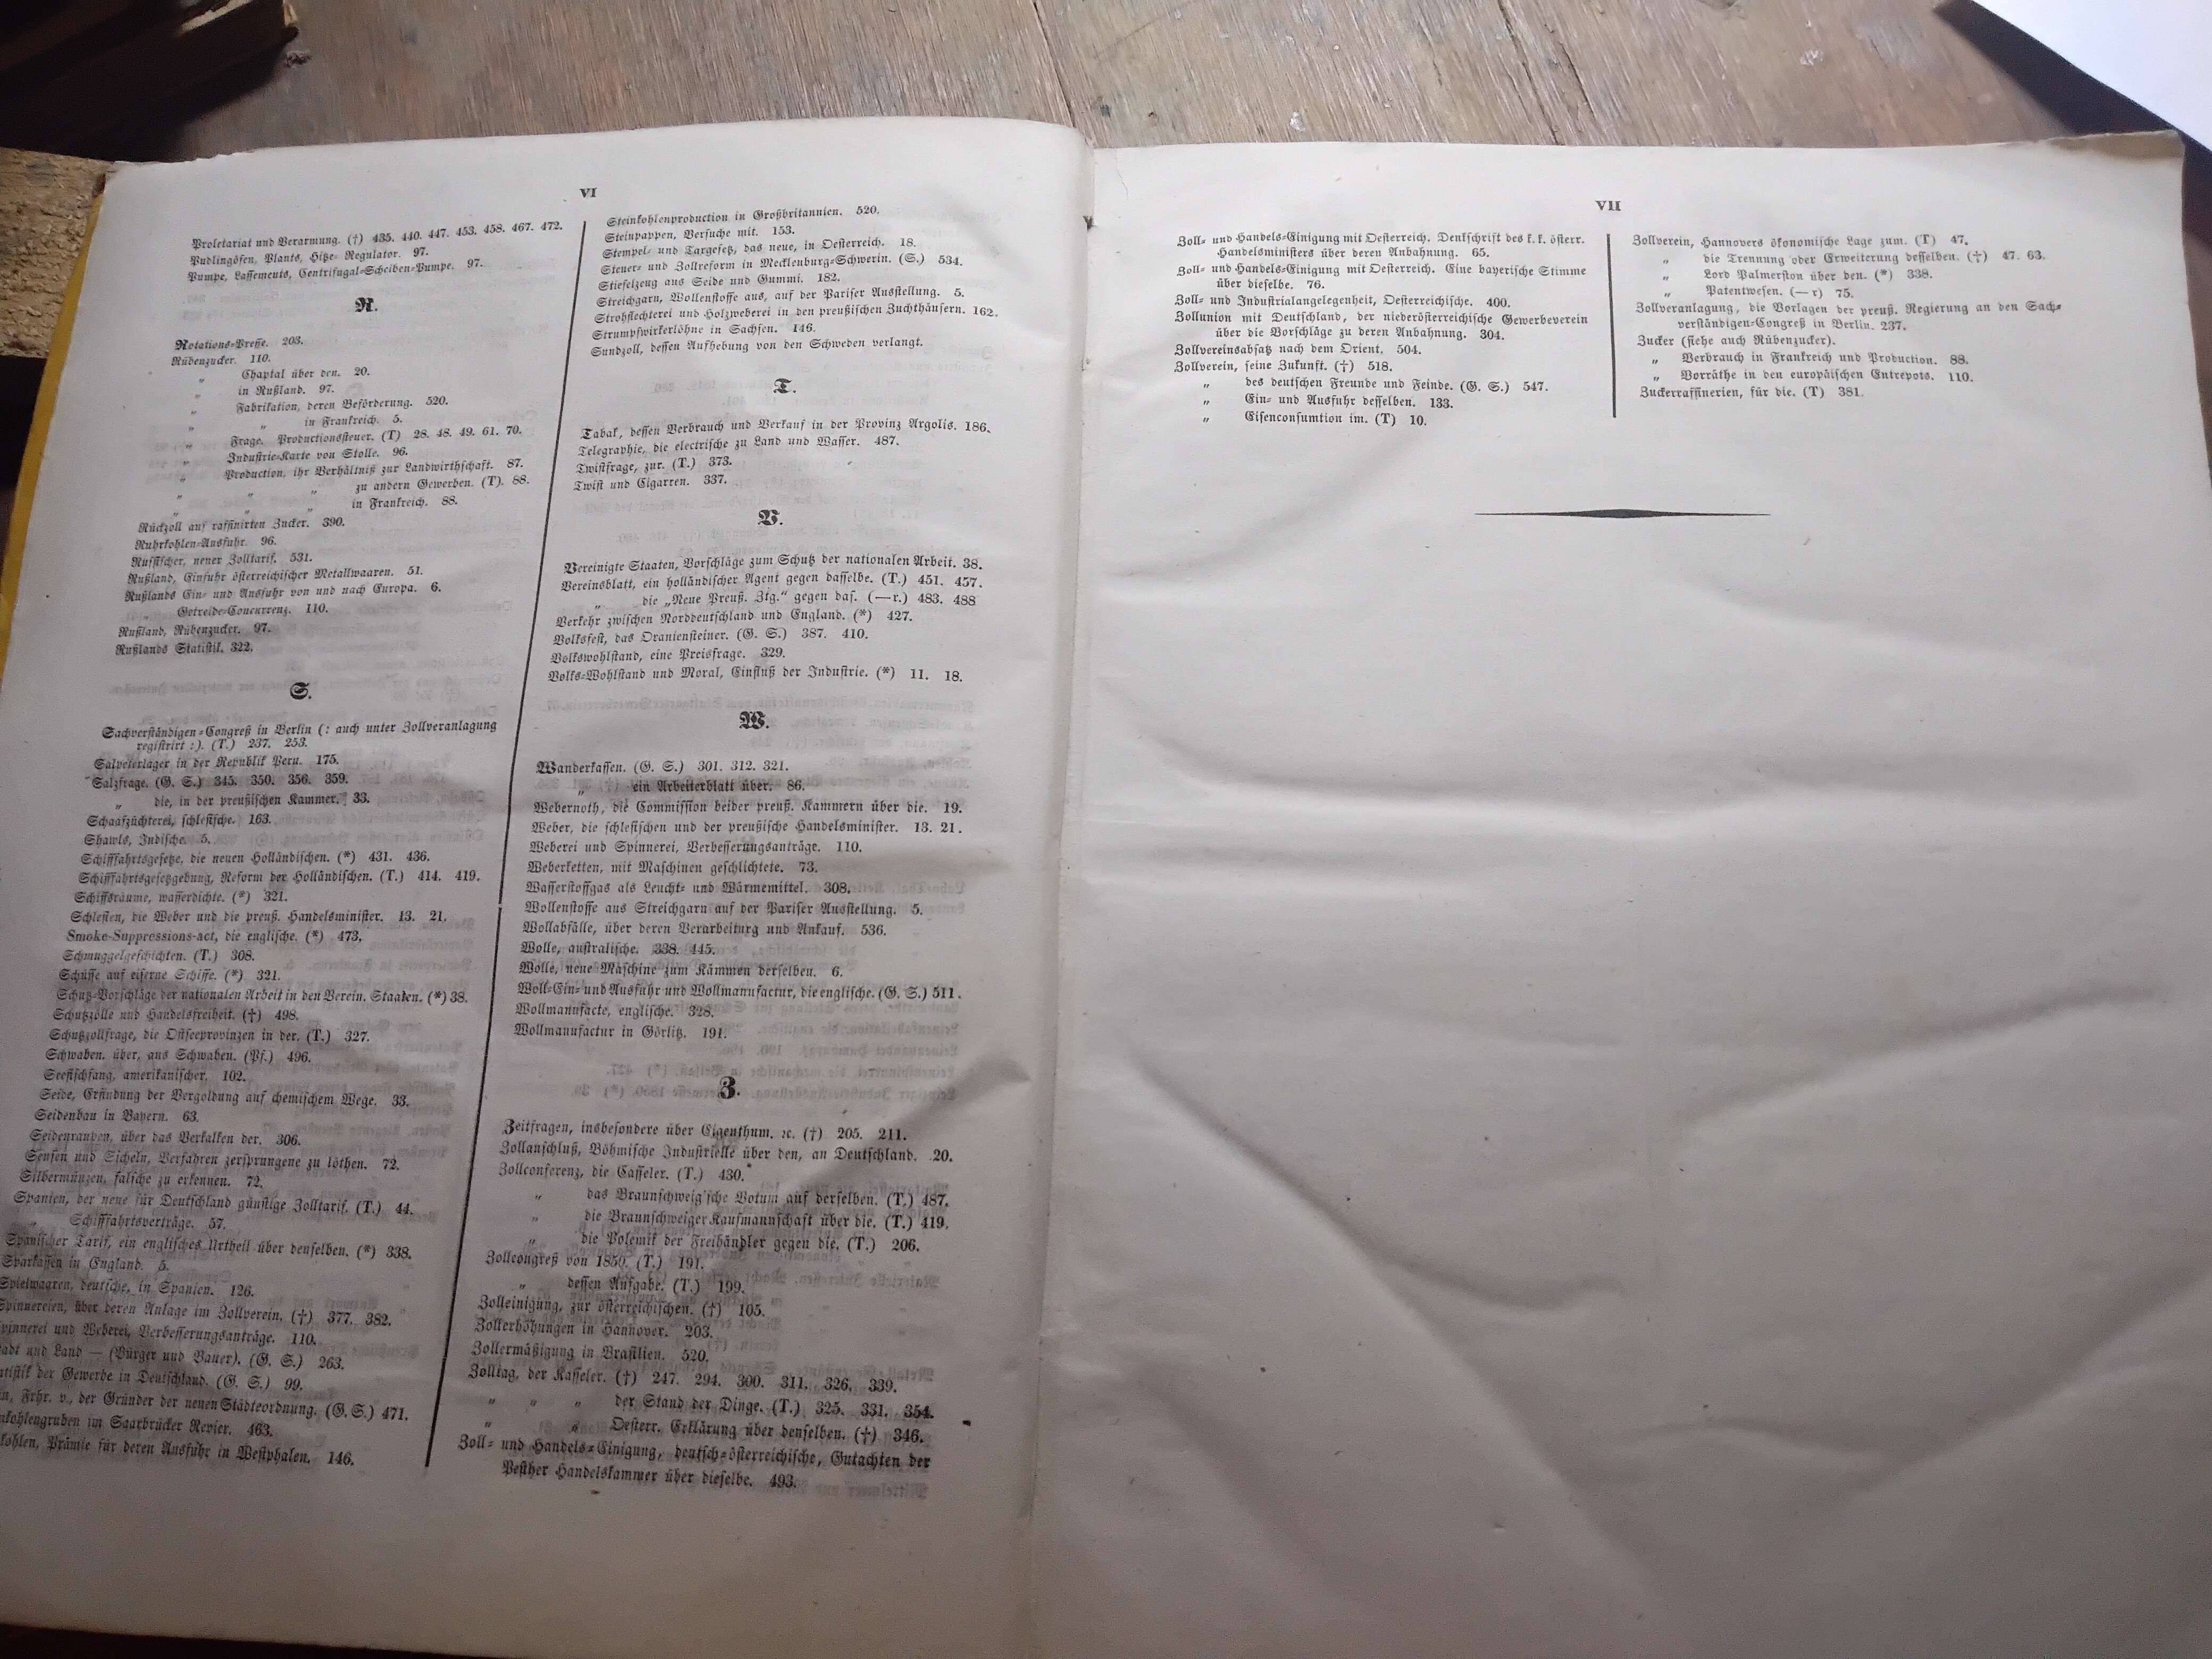 VI
Proletariat und Verarmung. (†) 435. 440. 447. 453. 458. 467. 472.
Pudlingöfen, Plants, Hitze-Regulator. 97.
Pumpe, Lassements, Centrifugal-Scheiben-Pumpe. 97.
R.
Rotations-Presse. 203.
Rübenzucker. 110.
„ Chaptal über den. 20.
„ in Rußland. 97.
„ Fabrikation, deren Beförderung. 520.
„ „ in Frankreich. 5.
„ Frage. Productionssteuer. (T) 28. 48. 49. 61. 70.
„ Industrie-Karte von Stolle. 96.
„ Production, ihr Verhältniß zur Landwirthschaft. 87.
„ „ „ zu andern Gewerben. (T). 88.
„ „ „ in Frankreich. 88.
Rückzoll auf raffinirten Zucker. 390.
Ruhrkohlen-Ausfuhr. 96.
Russischer, neuer Zolltarif. 531.
Rußland, Einfuhr österreichischer Metallwaaren. 51.
Rußlands Ein- und Ausfuhr von und nach Europa. 6.
„ Getreide-Concurrenz. 110.
Rußland, Rübenzucker. 97.
Rußlands Statistik. 322.
S.
Sachverständigen-Congreß in Berlin (: auch unter Zollveranlagung
registrirt :). (T.) 237. 253.
Salpeterlager in der Republik Peru. 175.
Salzfrage. (G. S.) 345. 350. 356. 359.
„ die, in der preußischen Kammer. 33.
Schaafzüchterei, schlesische. 163.
Shawls, Indische. 5.
Schifffahrtsgesetze, die neuen Holländischen. (*) 431. 436.
Schifffahrtsgesetzgebung, Reform der Holländischen. (T.) 414. 419.
Schiffsräume, wasserdichte. (*) 321.
Schlesien, die Weber und die preuß. Handelsminister. 13. 21.
Smoke-Suppressions-act, die englische. (*) 473.
Schmuggelgeschichten. (T.) 308.
Schüsse auf eiserne Schiffe. (*) 321.
Schutz-Vorschläge der nationalen Arbeit in den Verein. Staaten. (*) 38.
Schutzzölle und Handelsfreiheit. (†) 498.
Schutzzollfrage, die Ostseeprovinzen in der. (T.) 327.
Schwaben. über, aus Schwaben. (Pf.) 496.
Seefischfang, amerikanischer. 102.
Seide, Erfindung der Vergoldung auf chemischem Wege. 33.
Seidenbau in Bayern. 63.
Seidenraupen, über das Verkalken der. 306.
Sensen und Sicheln, Verfahren zersprungene zu löthen. 72.
Silbermünzen, falsche zu erkennen. 72.
Spanien, der neue für Deutschland günstige Zolltarif. (T.) 44.
„ Schifffahrtsverträge. 57.
Spanischer Tarif, ein englisches Urtheil über denselben. (*) 338.
Sparkassen in England. 5.
Spielwaaren, deutsche, in Spanien. 126.
Spinnereien, über deren Anlage im Zollverein. (†) 377. 382.
pinnerei und Weberei, Verbesserungsanträge. 110.
adt und Land — (Bürger und Bauer). (G. S.) 263.
atistik der Gewerbe in Deutschland. (G. S.) 99.
n, Frhr. v., der Gründer der neuen Städteordnung. (G. S.) 471.
nkohlengruben im Saarbrücker Revier. 463.
kohlen, Prämie für deren Ausfuhr in Westphalen. 146.
Steinkohlenproduction in Großbritannien. 520.
Steinpappen, Versuche mit. 153.
Stempel- und Taxgesetz, das neue, in Oesterreich. 18.
Steuer- und Zollreform in Mecklenburg-Schwerin. (S.) 534.
Stiefelzeug aus Seide und Gummi. 182.
Streichgarn, Wollenstoffe aus, auf der Pariser Ausstellung. 5.
Strohflechterei und Holzweberei in den preußischen Zuchthäusern. 162.
Strumpfwirkerlöhne in Sachsen. 146.
Sundzoll, dessen Aufhebung von den Schweden verlangt.
T.
Tabak, dessen Verbrauch und Verkauf in der Provinz Argolis. 186.
Telegraphie, die electrische zu Land und Wasser. 487.
Twistfrage, zur. (T.) 373.
Twist und Cigarren. 337.
V.
Vereinigte Staaten, Vorschläge zum Schutz der nationalen Arbeit. 38.
Vereinsblatt, ein holländischer Agent gegen dasselbe. (T.) 451. 457.
„ die „Neue Preuß. Ztg.“ gegen das. (—r.) 483. 488
Verkehr zwischen Norddeutschland und England. (*) 427.
Volksfest, das Oraniensteiner. (G. S.) 387. 410.
Volkswohlstand, eine Preisfrage. 329.
Volks-Wohlstand und Moral, Einfluß der Industrie. (*) 11. 18.
W.
Wanderkassen. (G. S.) 301. 312. 321.
„ ein Arbeiterblatt über. 86.
Webernoth, die Commission beider preuß. Kammern über die. 19.
Weber, die schlesischen und der preußische Handelsminister. 13. 21.
Weberei und Spinnerei, Verbesserungsanträge. 110.
Weberketten, mit Maschinen geschlichtete. 73.
Wasserstoffgas als Leucht- und Wärmemittel. 308.
Wollenstoffe aus Streichgarn auf der Pariser Ausstellung. 5.
Wollabfälle, über deren Verarbeiturg und Ankauf. 536.
Wolle, australische. 338. 445.
Wolle, neue Maschine zum Kämmen derselben. 6.
Woll-Ein- und Ausfuhr und Wollmanufactur, die englische. (G. S.) 511.
Wollmanufacte, englische. 328.
Wollmanufactur in Görlitz. 191.
Z.
Zeitfragen, insbesondere über Eigenthum. ꝛc. (†) 205. 211.
Zollanschluß, Böhmische Industrielle über den, an Deutschland. 20.
Zollconferenz, die Casseler. (T.) 430.
„ das Braunschweig'sche Votum auf derselben. (T.) 487.
„ die Braunschweiger Kaufmannschaft über die. (T.) 419.
„ die Polemik der Freihändler gegen die. (T.) 206.
Zollcongreß von 1850. (T.) 191.
„ dessen Aufgabe. (T.) 199.
Zolleinigung, zur österreichischen. (†) 105.
Zollerhöhungen in Hannover. 203.
Zollermäßigung in Brasilien. 520.
Zolltag, der Kasseler. (†) 247. 294. 300. 311. 326. 339.
„ „ „ der Stand der Dinge. (T.) 325. 331. 354.
„ „ Oesterr. Erklärung über denselben. (†) 346.
Zoll- und Handels-Einigung, deutsch-österreichische, Gutachten der
Pesther Handelskammer über dieselbe. 493.
VII
Zoll- und Handels-Einigung mit Oesterreich. Denkschrift des k. k. österr.
Handelsministers über deren Anbahnung. 65.
Zoll- und Handels-Einigung mit Oesterreich. Eine bayerische Stimme
über dieselbe. 76.
Zoll- und Industrialangelegenheit, Oesterreichische. 400.
Zollunion mit Deutschland, der niederösterreichische Gewerbeverein
über die Vorschläge zu deren Anbahnung. 304.
Zollvereinsabsatz nach dem Orient. 504.
Zollverein, seine Zukunft. (†) 518.
„ des deutschen Freunde und Feinde. (G. S.) 547.
„ Ein- und Ausfuhr desselben. 133.
„ Eisenconsumtion im. (T) 10.
Zollverein, Hannovers ökonomische Lage zum. (T) 47.
„ die Trennung oder Erweiterung desselben. (†) 47. 63.
„ Lord Palmerston über den. (*) 338.
„ Patentwesen. (—r) 75.
Zollveranlagung, die Vorlagen der preuß. Regierung an den Sach-
verständigen-Congreß in Berlin. 237.
Zucker (siehe auch Rübenzucker).
„ Verbrauch in Frankreich und Production. 88.
„ Vorräthe in den europäischen Entrepots. 110.
Zuckerraffinerien, für die. (T) 381.